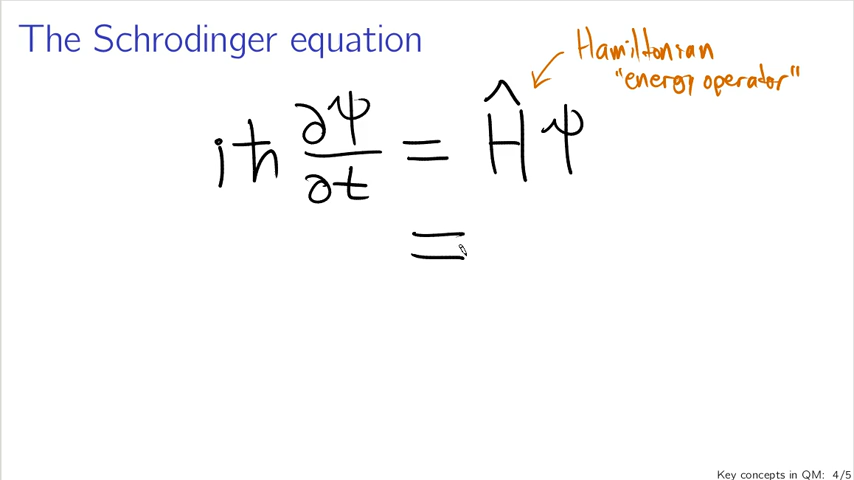 The Schrodinger equation
Hamiltonian
"energy operator"
iħ ∂ψ/∂t = Ĥψ
=
Key concepts in QM: 4/5